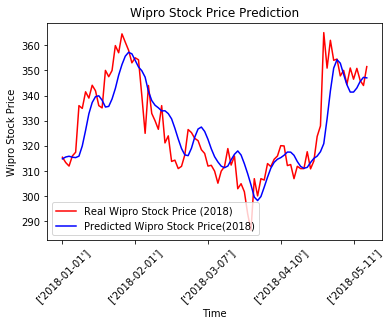 Wipro Stock Price Prediction
Wipro Stock Price
360
350
340
330
320
310
300
290
Real Wipro Stock Price (2018)
Predicted Wipro Stock Price(2018)
['2018-01-01']
['2018-02-01']
['2018-03-07']
['2018-04-10']
['2018-05-11']
Time